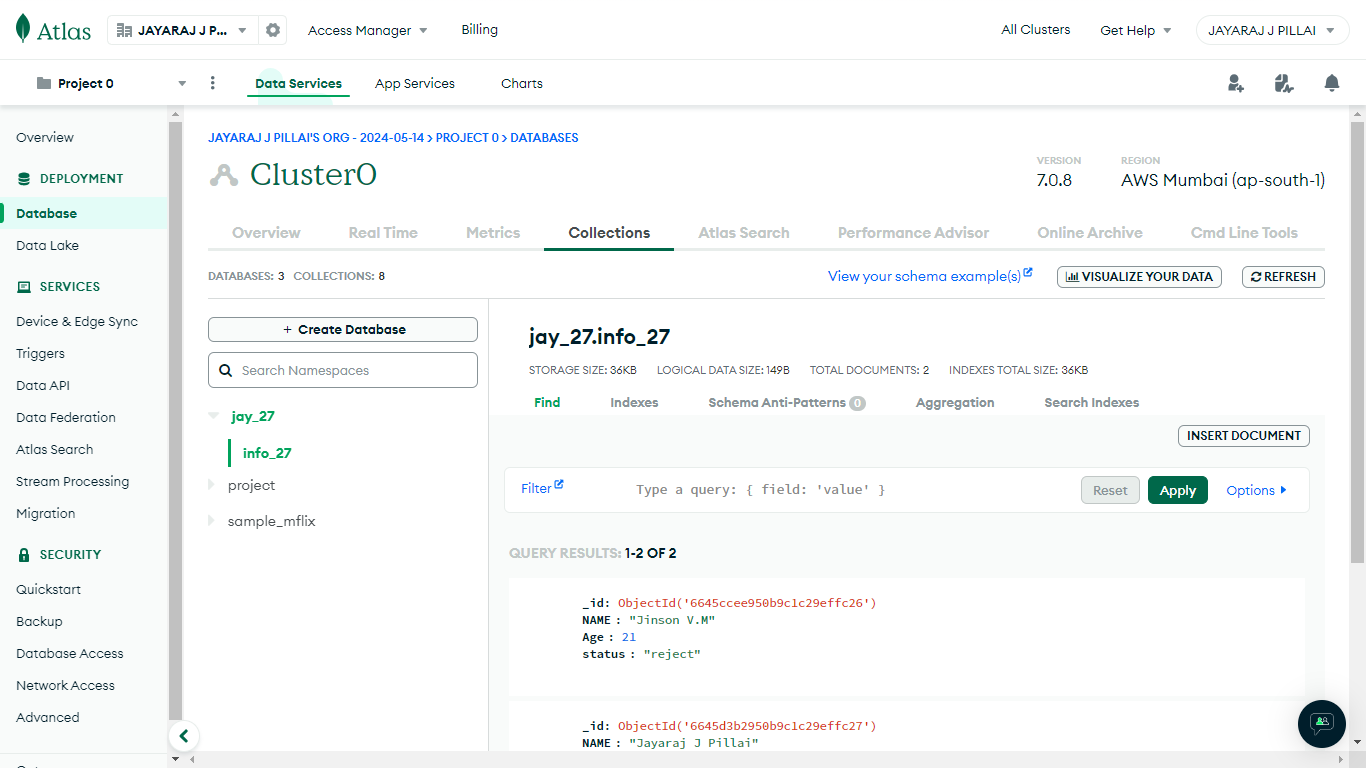 Atlas
JAYARAJ J P...
Access Manager
Billing
All Clusters
Get Help
JAYARAJ J PILLAI
Project 0
Data Services
App Services
Charts
Overview
DEPLOYMENT
Database
Data Lake
SERVICES
Device & Edge Sync
Triggers
Data API
Data Federation
Atlas Search
Stream Processing
Migration
SECURITY
Quickstart
Backup
Database Access
Network Access
Advanced
JAYARAJ J PILLAI'S ORG - 2024-05-14 > PROJECT 0 > DATABASES
Cluster0
VERSION
7.0.8
REGION
AWS Mumbai (ap-south-1)
Overview
Real Time
Metrics
Collections
Atlas Search
Performance Advisor
Online Archive
Cmd Line Tools
DATABASES: 3 COLLECTIONS: 8
View your schema example(s)
VISUALIZE YOUR DATA
REFRESH
+ Create Database
Search Namespaces
jay_27
info_27
project
sample_mflix
jay_27.info_27
STORAGE SIZE: 36KB LOGICAL DATA SIZE: 149B TOTAL DOCUMENTS: 2 INDEXES TOTAL SIZE: 36KB
Find
Indexes
Schema Anti-Patterns 0
Aggregation
Search Indexes
INSERT DOCUMENT
Filter
Type a query: { field: 'value' }
Reset
Apply
Options
QUERY RESULTS: 1-2 OF 2
_id: ObjectId('6645ccee950b9c1c29effc26')
NAME : "Jinson V.M"
Age : 21
status : "reject"
_id: ObjectId('6645d3b2950b9c1c29effc27')
NAME : "Jayaraj J Pillai"